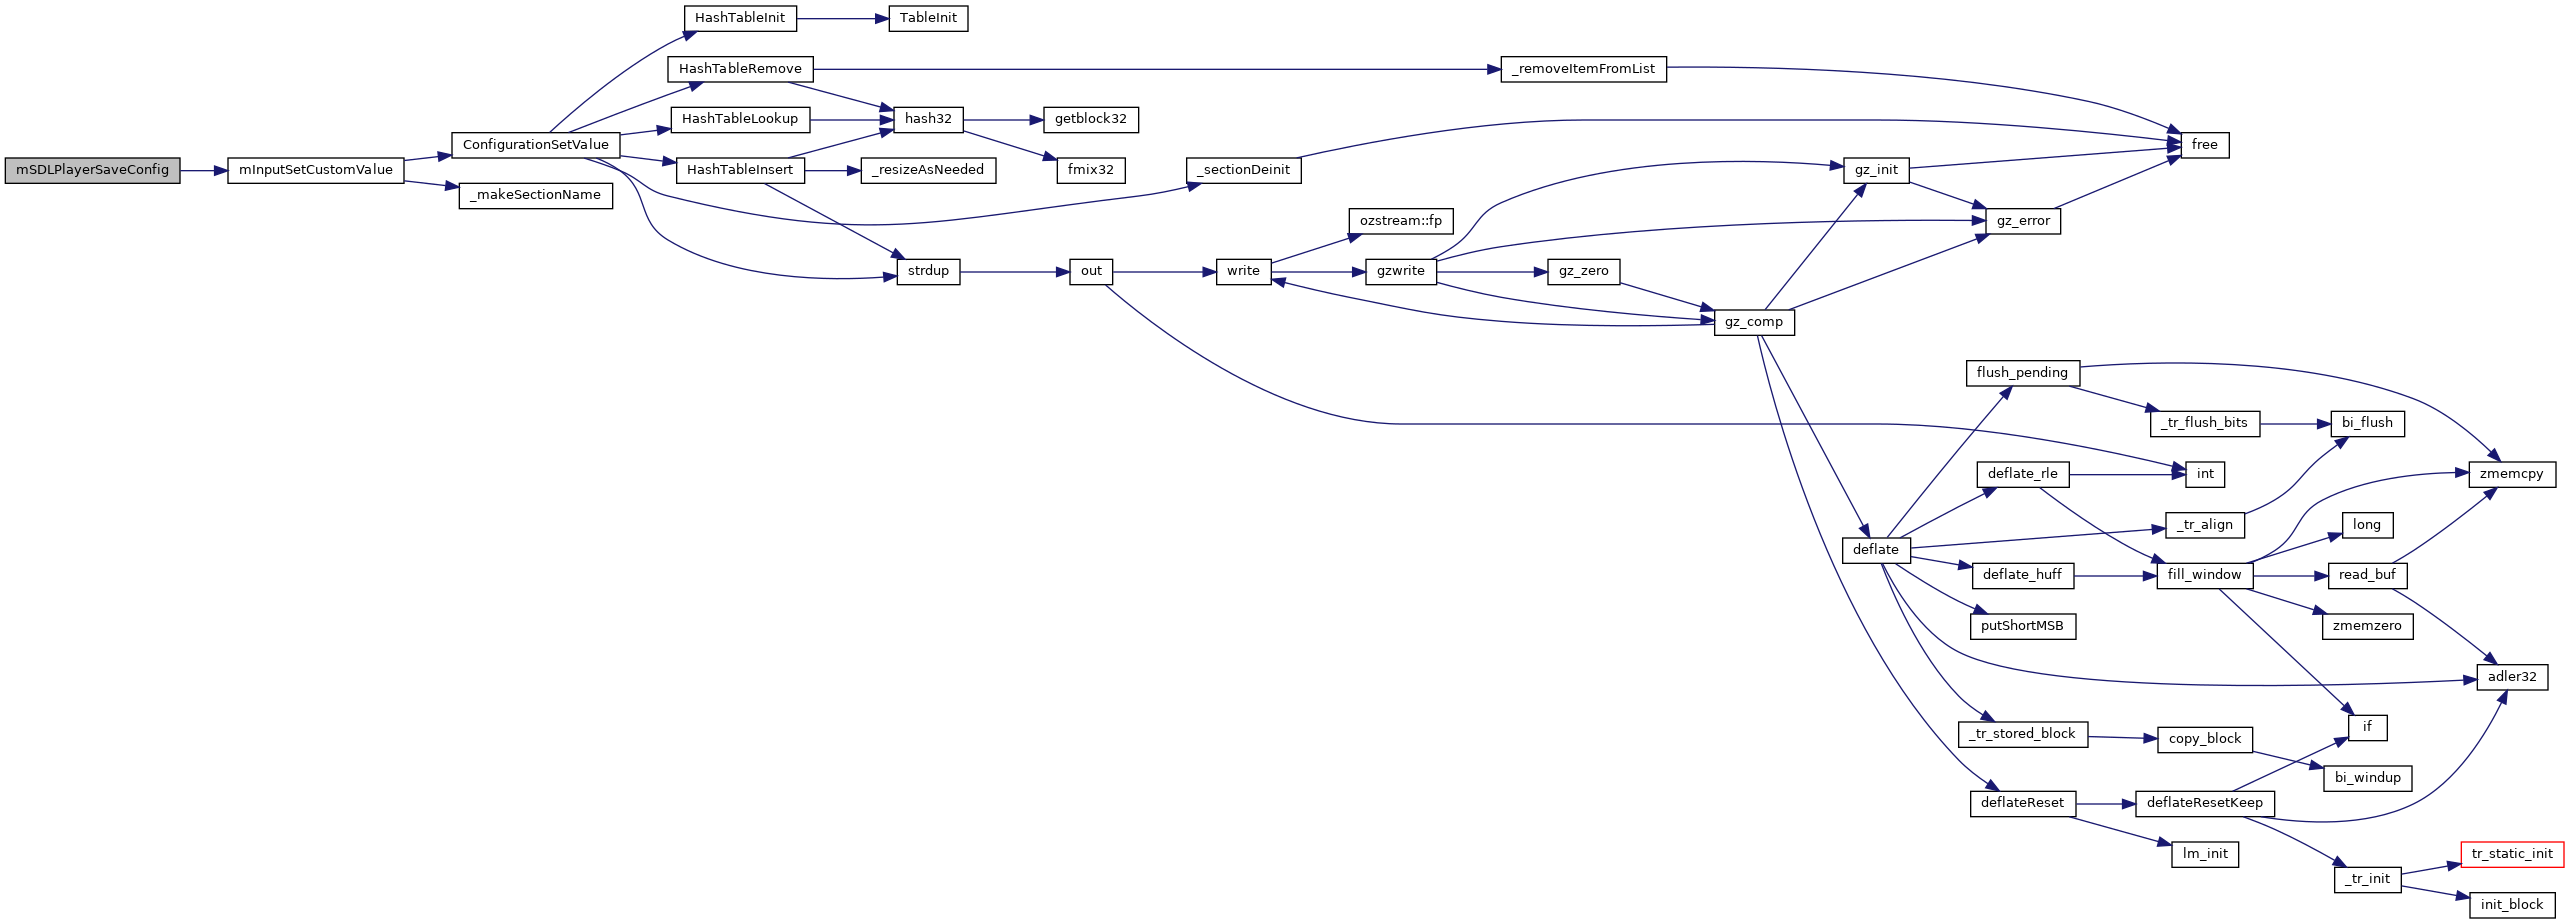 mSDLPlayerSaveConfig
mInputSetCustomValue
ConfigurationSetValue
_makeSectionName
HashTableInit
TableInit
HashTableRemove
_removeItemFromList
HashTableLookup
hash32
getblock32
HashTableInsert
_resizeAsNeeded
fmix32
_sectionDeinit
free
gz_init
gz_error
ozstream::fp
strdup
out
write
gzwrite
gz_zero
gz_comp
flush_pending
_tr_flush_bits
bi_flush
deflate_rle
int
zmemcpy
_tr_align
long
deflate
deflate_huff
fill_window
read_buf
putShortMSB
zmemzero
adler32
_tr_stored_block
copy_block
if
bi_windup
deflateReset
deflateResetKeep
lm_init
_tr_init
tr_static_init
init_block